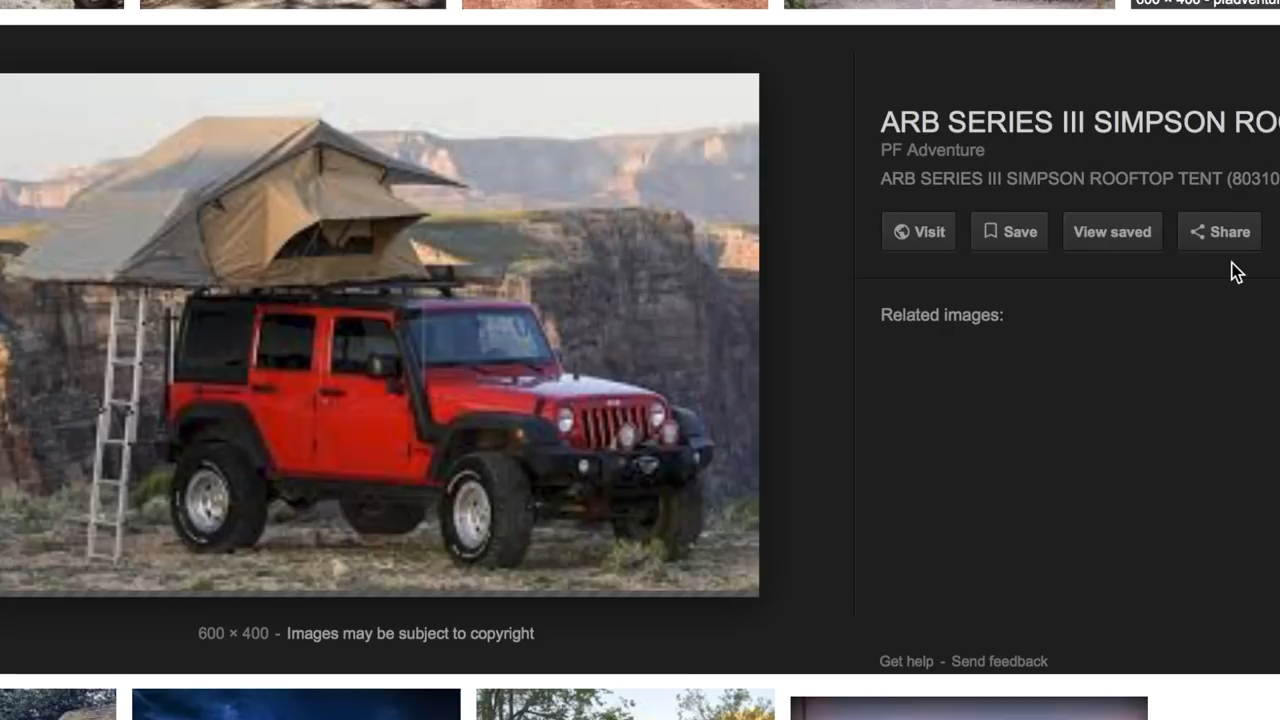 ARB SERIES III SIMPSON
PF Adventure
ARB SERIES III SIMPSON ROOFTOP TENT (80310
Visit
Save
View saved
Share
Related images:
600 × 400 - Images may be subject to copyright
Get help - Send feedback